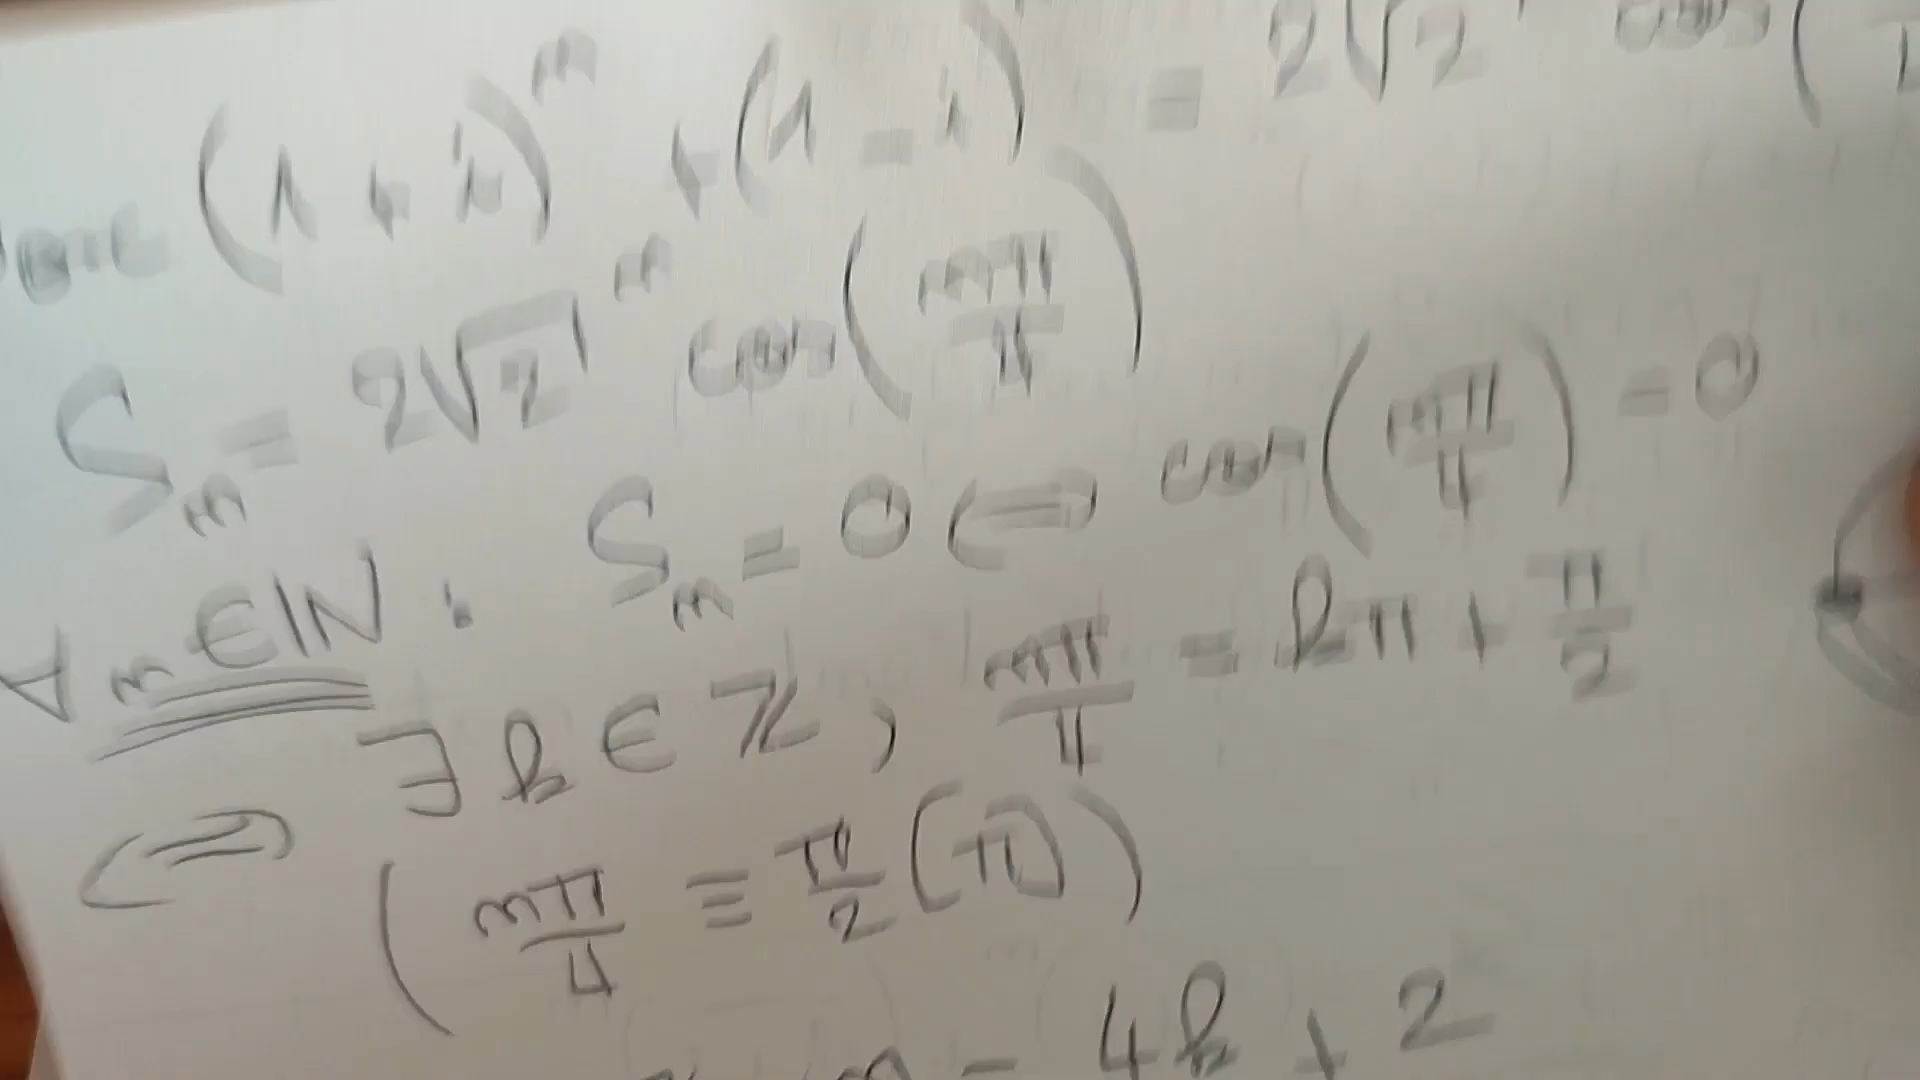 Donc (1 + i)^n + (1 - i) = 2√2 cos(
S_n = 2√2^n cos(nπ/4)
∀ n ∈ ℕ : S_n = 0 ⟺ cos(nπ/4) = 0
⟺ ∃ k ∈ ℤ, nπ/4 = kπ + π/2
(nπ/4 ≡ π/2 (π))
n = 4k + 2